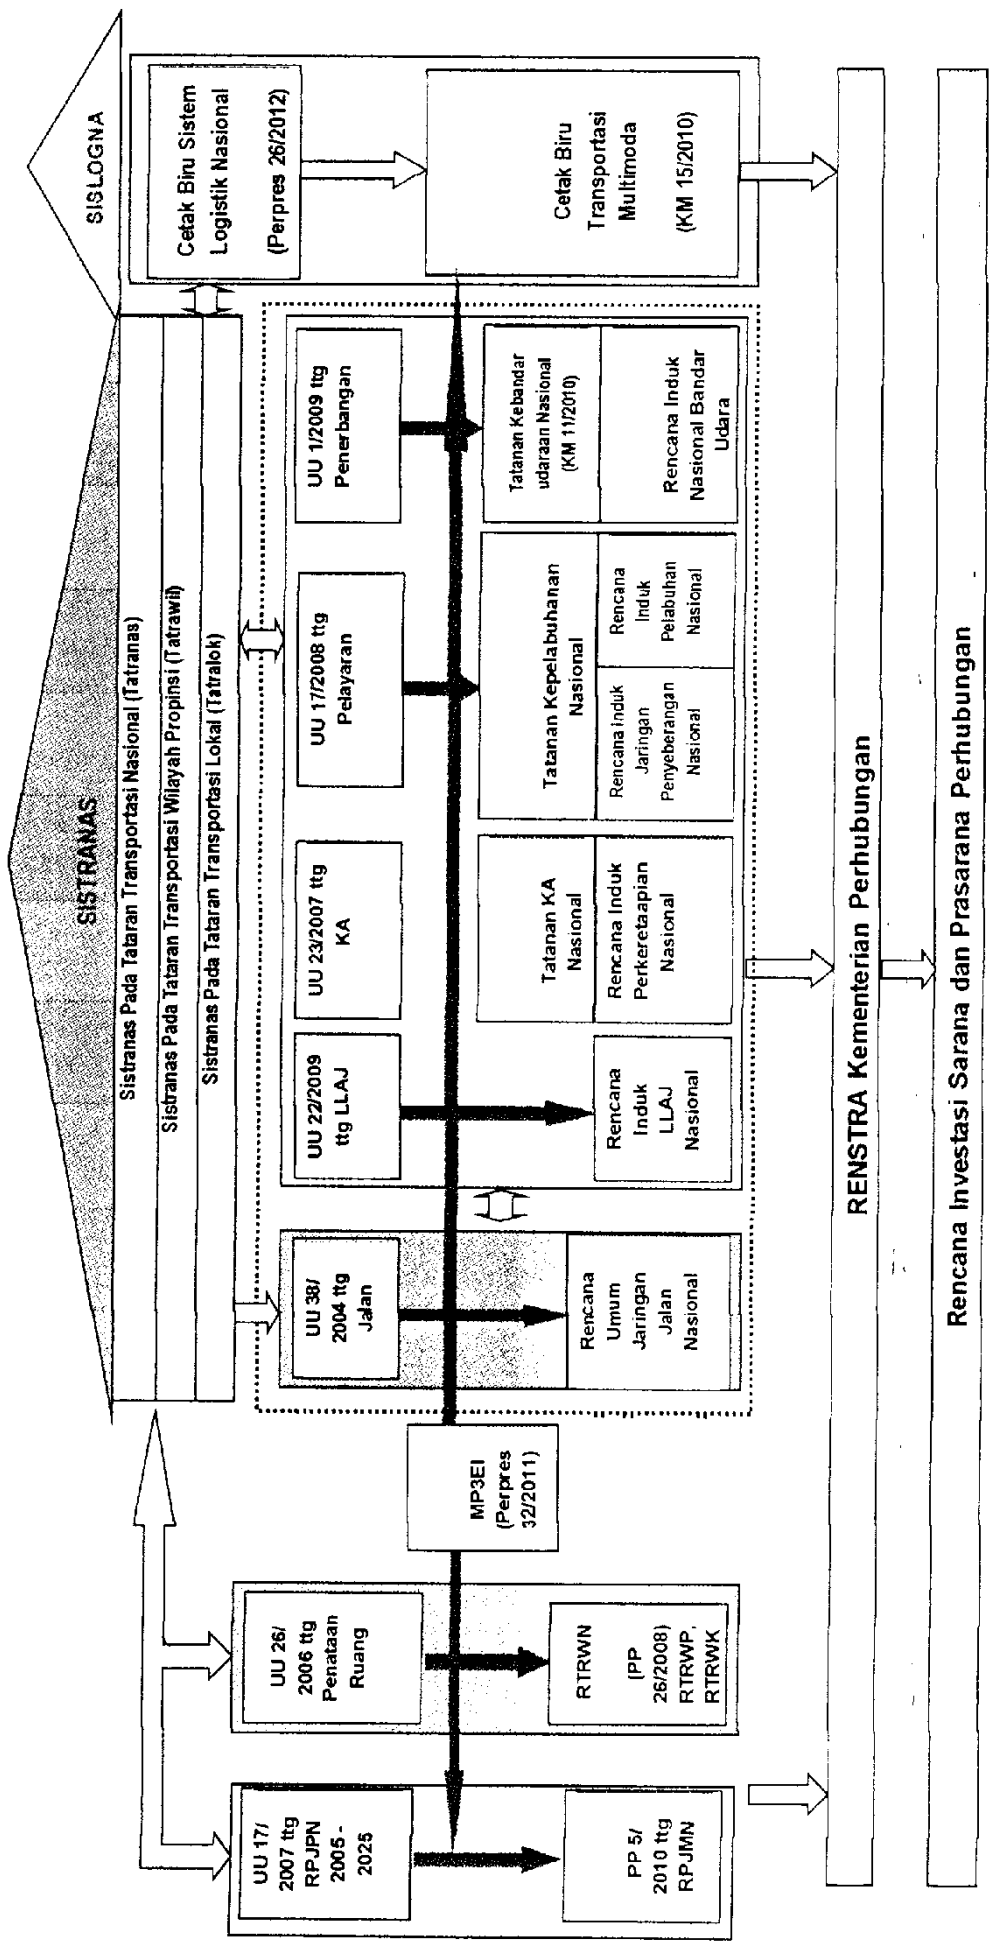 SISTRANAS
SISLOGNA
Sistranas Pada Tataran Transportasi Nasional (Tatranas)
Sistranas Pada Tataran Transportasi Wilayah Propinsi (Tatrawil)
Sistranas Pada Tataran Transportasi Lokal (Tatralok)
UU 17/
2007 ttg
RPJPN
2005 -
2025
PP 5/
2010 ttg
RPJMN
UU 26/
2006 ttg
Penataan
Ruang
RTRWN
(PP
26/2008)
RTRWP,
RTRWK
MP3EI
(Perpres
32/2011)
UU 38/
2004 ttg
Jalan
Rencana
Umum
Jaringan
Jalan
Nasional
UU 22/2009
ttg LLAJ
Rencana
Induk
LLAJ
Nasional
UU 23/2007 ttg
KA
Tatanan KA
Nasional
Rencana Induk
Perkeretaapian
Nasional
UU 17/2008 ttg
Pelayaran
Tatanan Kepelabuhanan
Nasional
Rencana Induk
Jaringan
Penyeberangan
Nasional
Rencana
Induk
Pelabuhan
Nasional
UU 1/2009 ttg
Penerbangan
Tatanan Kebandar
udaraan Nasional
(KM 11/2010)
Rencana Induk
Nasional Bandar
Udara
Cetak Biru Sistem
Logistik Nasional
(Perpres 26/2012)
Cetak Biru
Transportasi
Multimoda
(KM 15/2010)
RENSTRA Kementerian Perhubungan
Rencana Investasi Sarana dan Prasarana Perhubungan